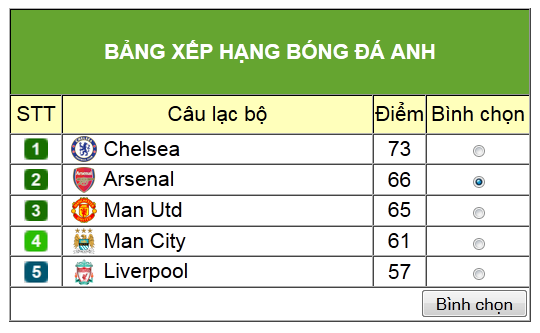 BẢNG XẾP HẠNG BÓNG ĐÁ ANH
STT Câu lạc bộ Điểm Bình chọn
1 Chelsea 73
2 Arsenal 66
3 Man Utd 65
4 Man City 61
5 Liverpool 57
Bình chọn